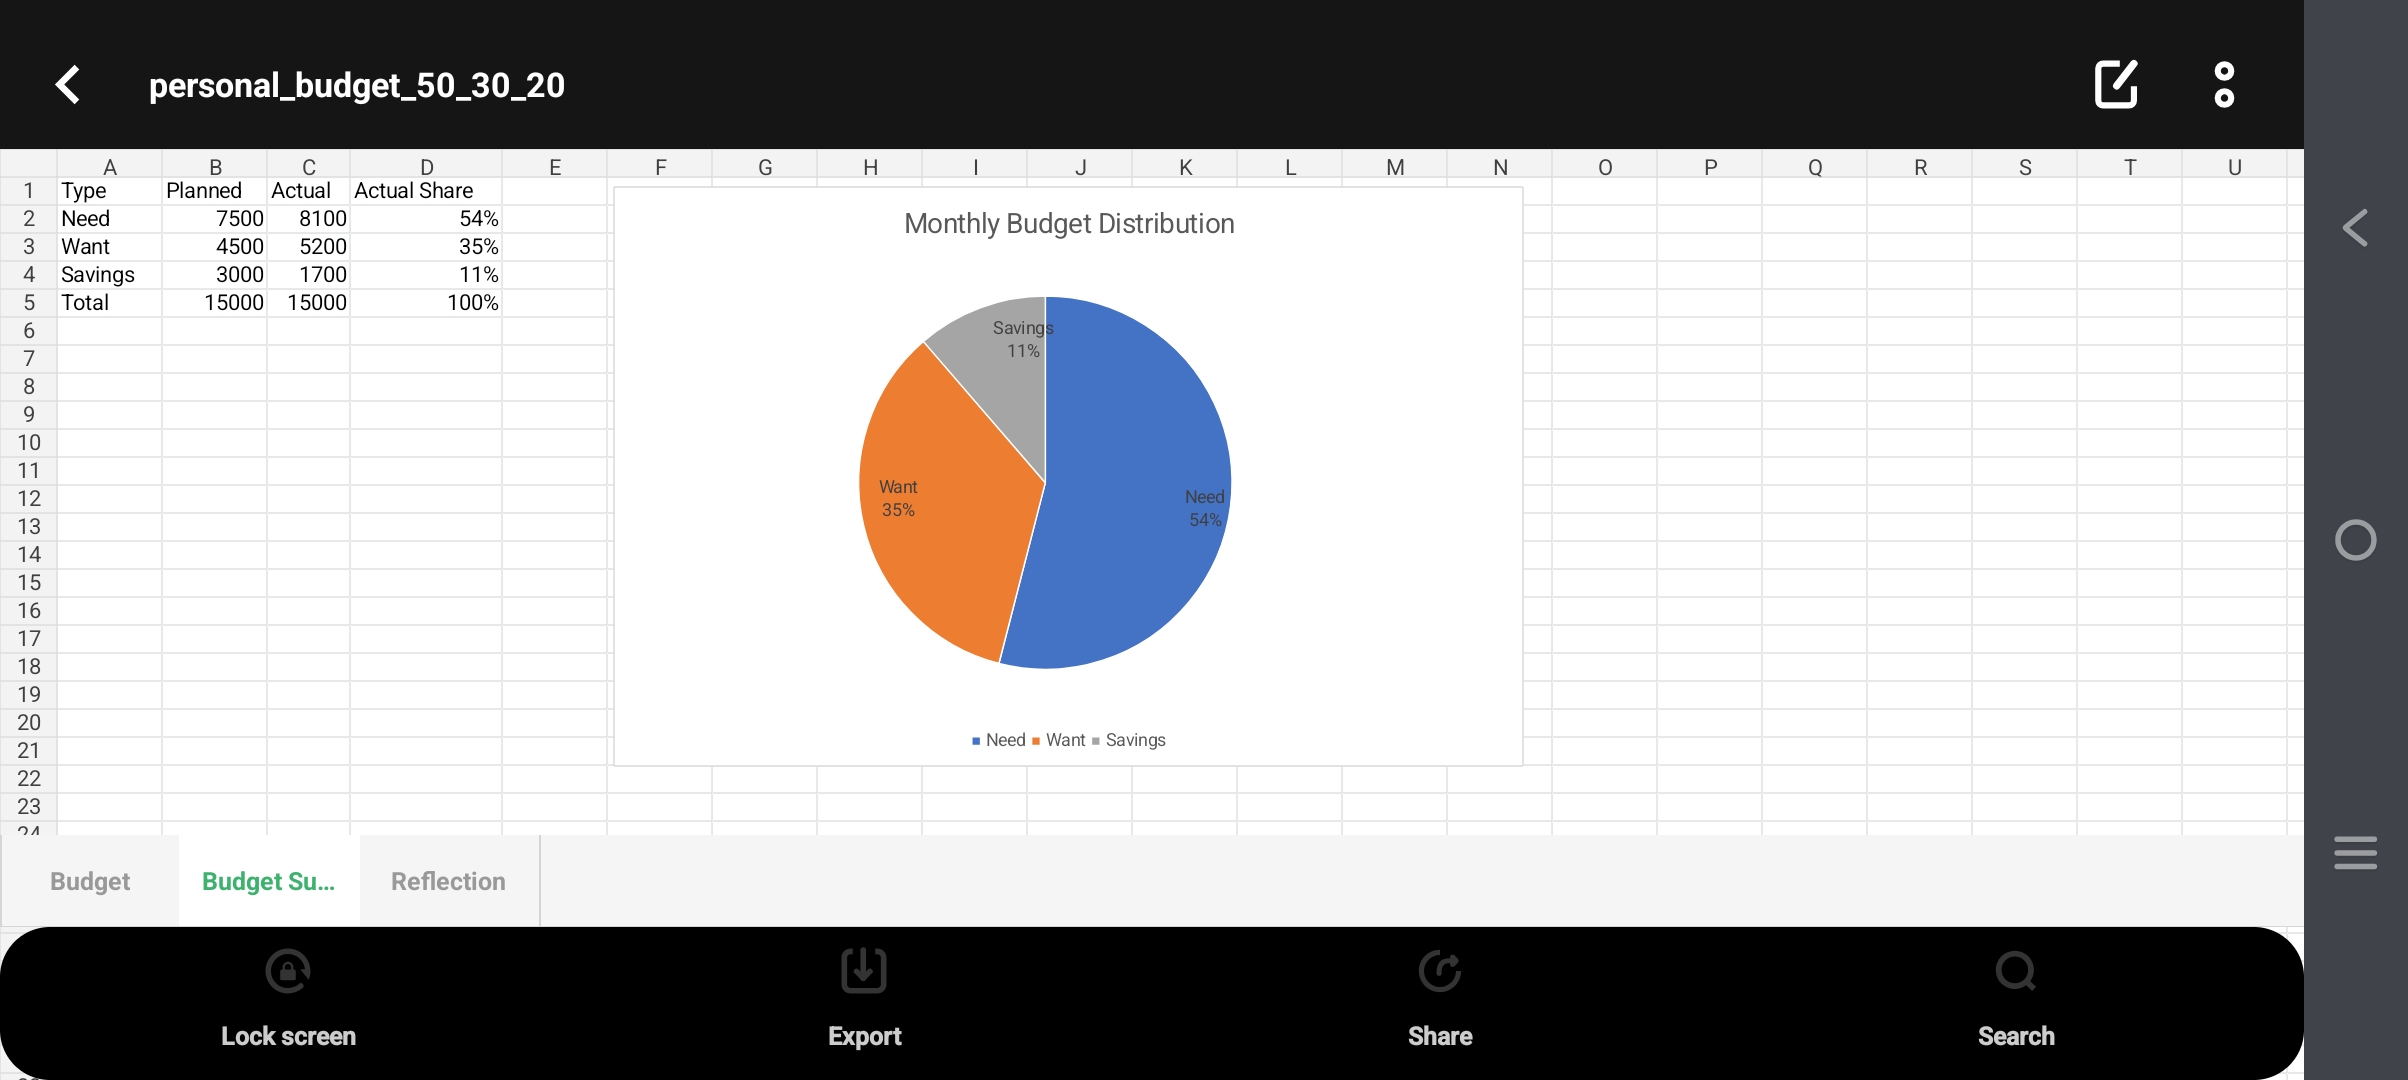 personal_budget_50_30_20
A B C D E F G H I J K L M N O P Q R S T U
1 Type Planned Actual Actual Share
2 Need 7500 8100 54%
3 Want 4500 5200 35%
4 Savings 3000 1700 11%
5 Total 15000 15000 100%
6
7
8
9
10
11
12
13
14
15
16
17
18
19
20
21
22
23
24
Monthly Budget Distribution
Savings
11%
Want
35%
Need
54%
Need Want Savings
Budget Budget Su... Reflection
Lock screen Export Share Search